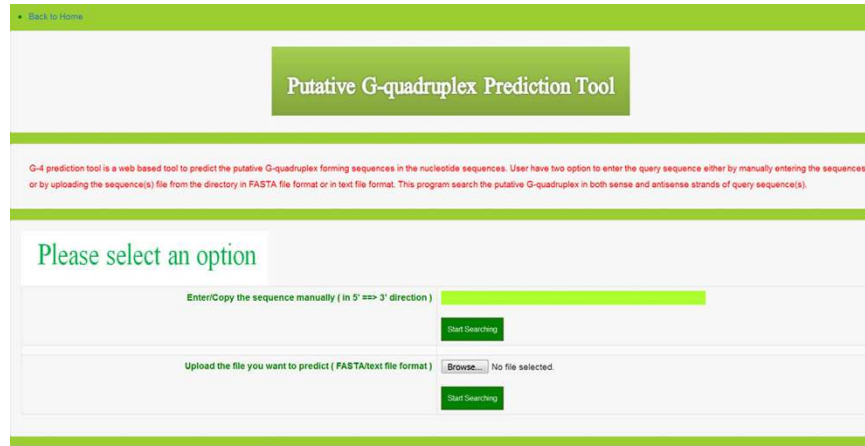 Back to Home
Putative G-quadruplex Prediction Tool
G-4 prediction tool is a web based tool to predict the putative G-quadruplex forming sequences in the nucleotide sequences. User have two option to enter the query sequence either by manually entering the sequences
or by uploading the sequence(s) file from the directory in FASTA file format or in text file format. This program search the putative G-quadruplex in both sense and antisense strands of query sequence(s).
Please select an option
Enter/Copy the sequence manually ( in 5' ==> 3' direction )
Start Searching
Upload the file you want to predict ( FASTA/text file format ) Browse... No file selected.
Start Searching